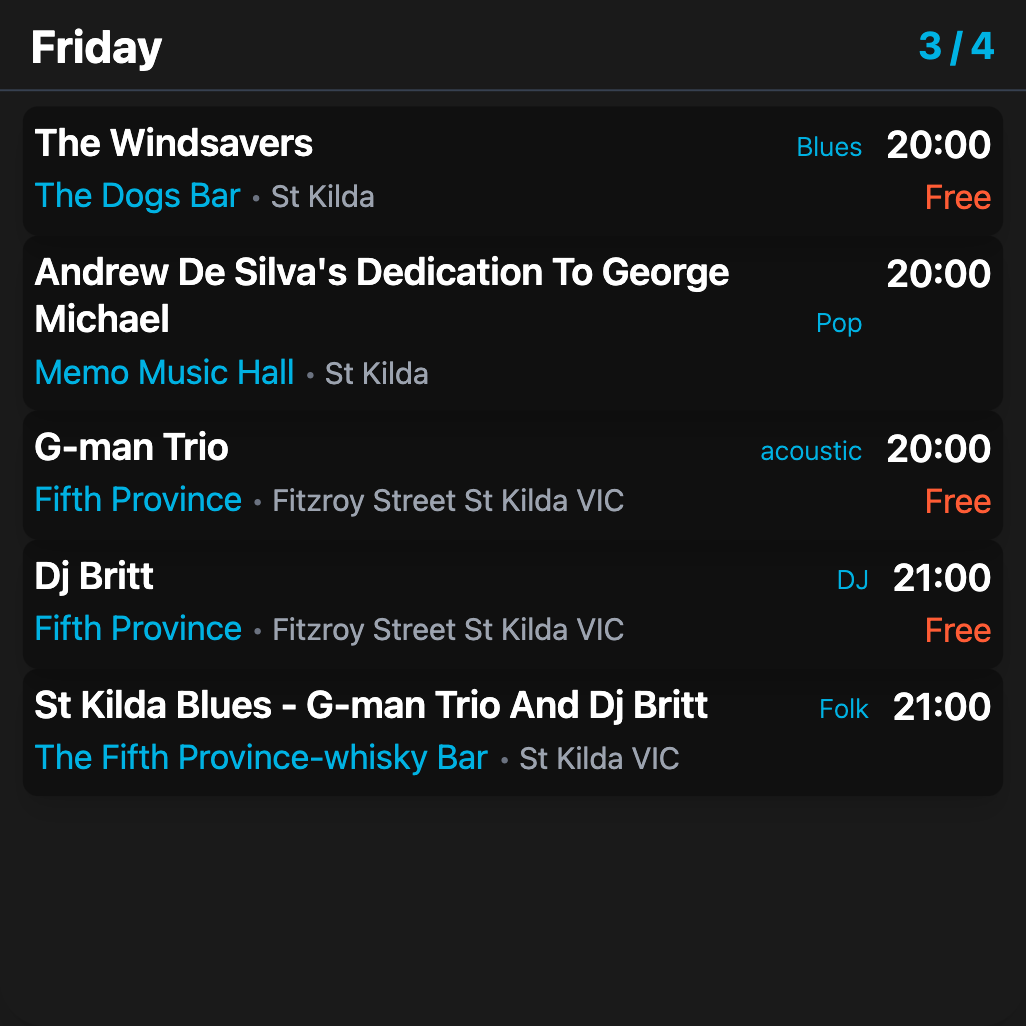 Friday 3 / 4
The Windsavers Blues 20:00
The Dogs Bar • St Kilda Free
Andrew De Silva's Dedication To George 20:00
Michael Pop
Memo Music Hall • St Kilda
G-man Trio acoustic 20:00
Fifth Province • Fitzroy Street St Kilda VIC Free
Dj Britt DJ 21:00
Fifth Province • Fitzroy Street St Kilda VIC Free
St Kilda Blues - G-man Trio And Dj Britt Folk 21:00
The Fifth Province-whisky Bar • St Kilda VIC